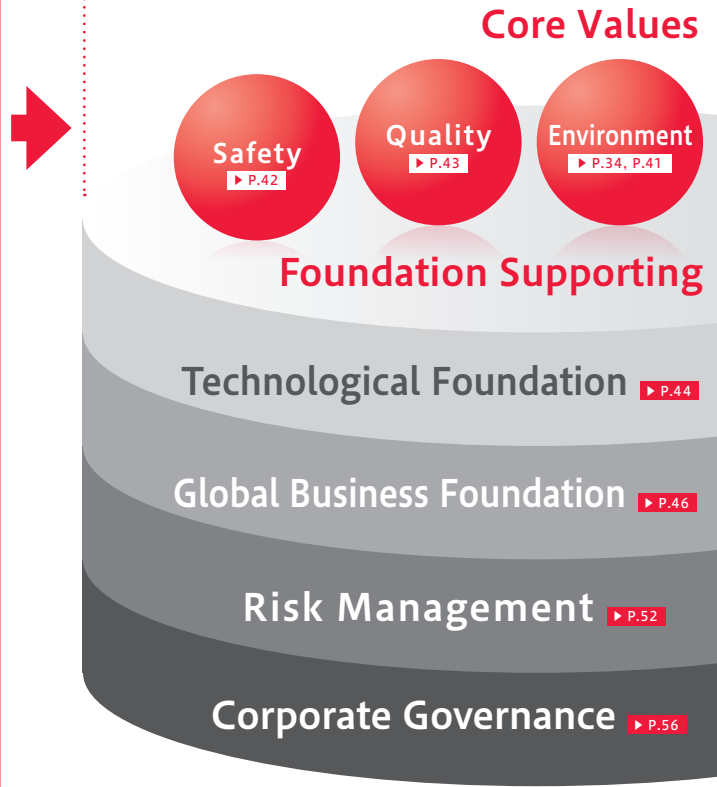 Core Values
Safety
▶ P.42
Quality
▶ P.43
Environment
▶ P.34, P.41
Foundation Supporting
Technological Foundation ▶ P.44
Global Business Foundation ▶ P.46
Risk Management ▶ P.52
Corporate Governance ▶ P.56